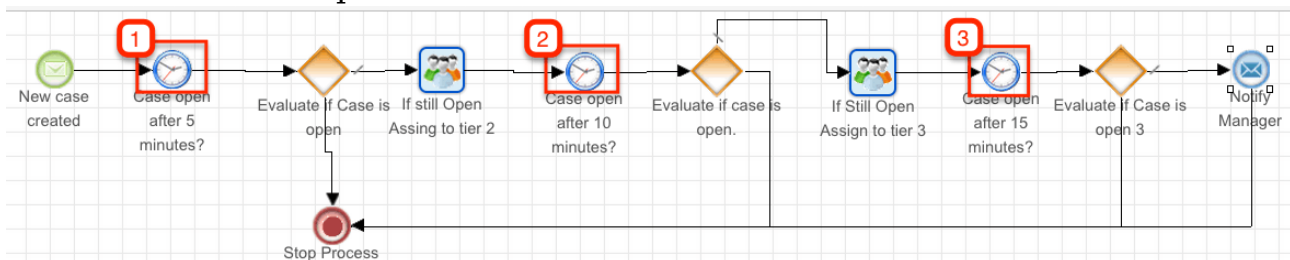 1
2
3
New case
created
Case open
after 5
minutes?
Evaluate if Case is
open
If still Open
Assing to tier 2
Case open
after 10
minutes?
Evaluate if case is
open.
If Still Open
Assign to tier 3
Case open
after 15
minutes?
Evaluate if Case is
open 3
Notify
Manager
Stop Process